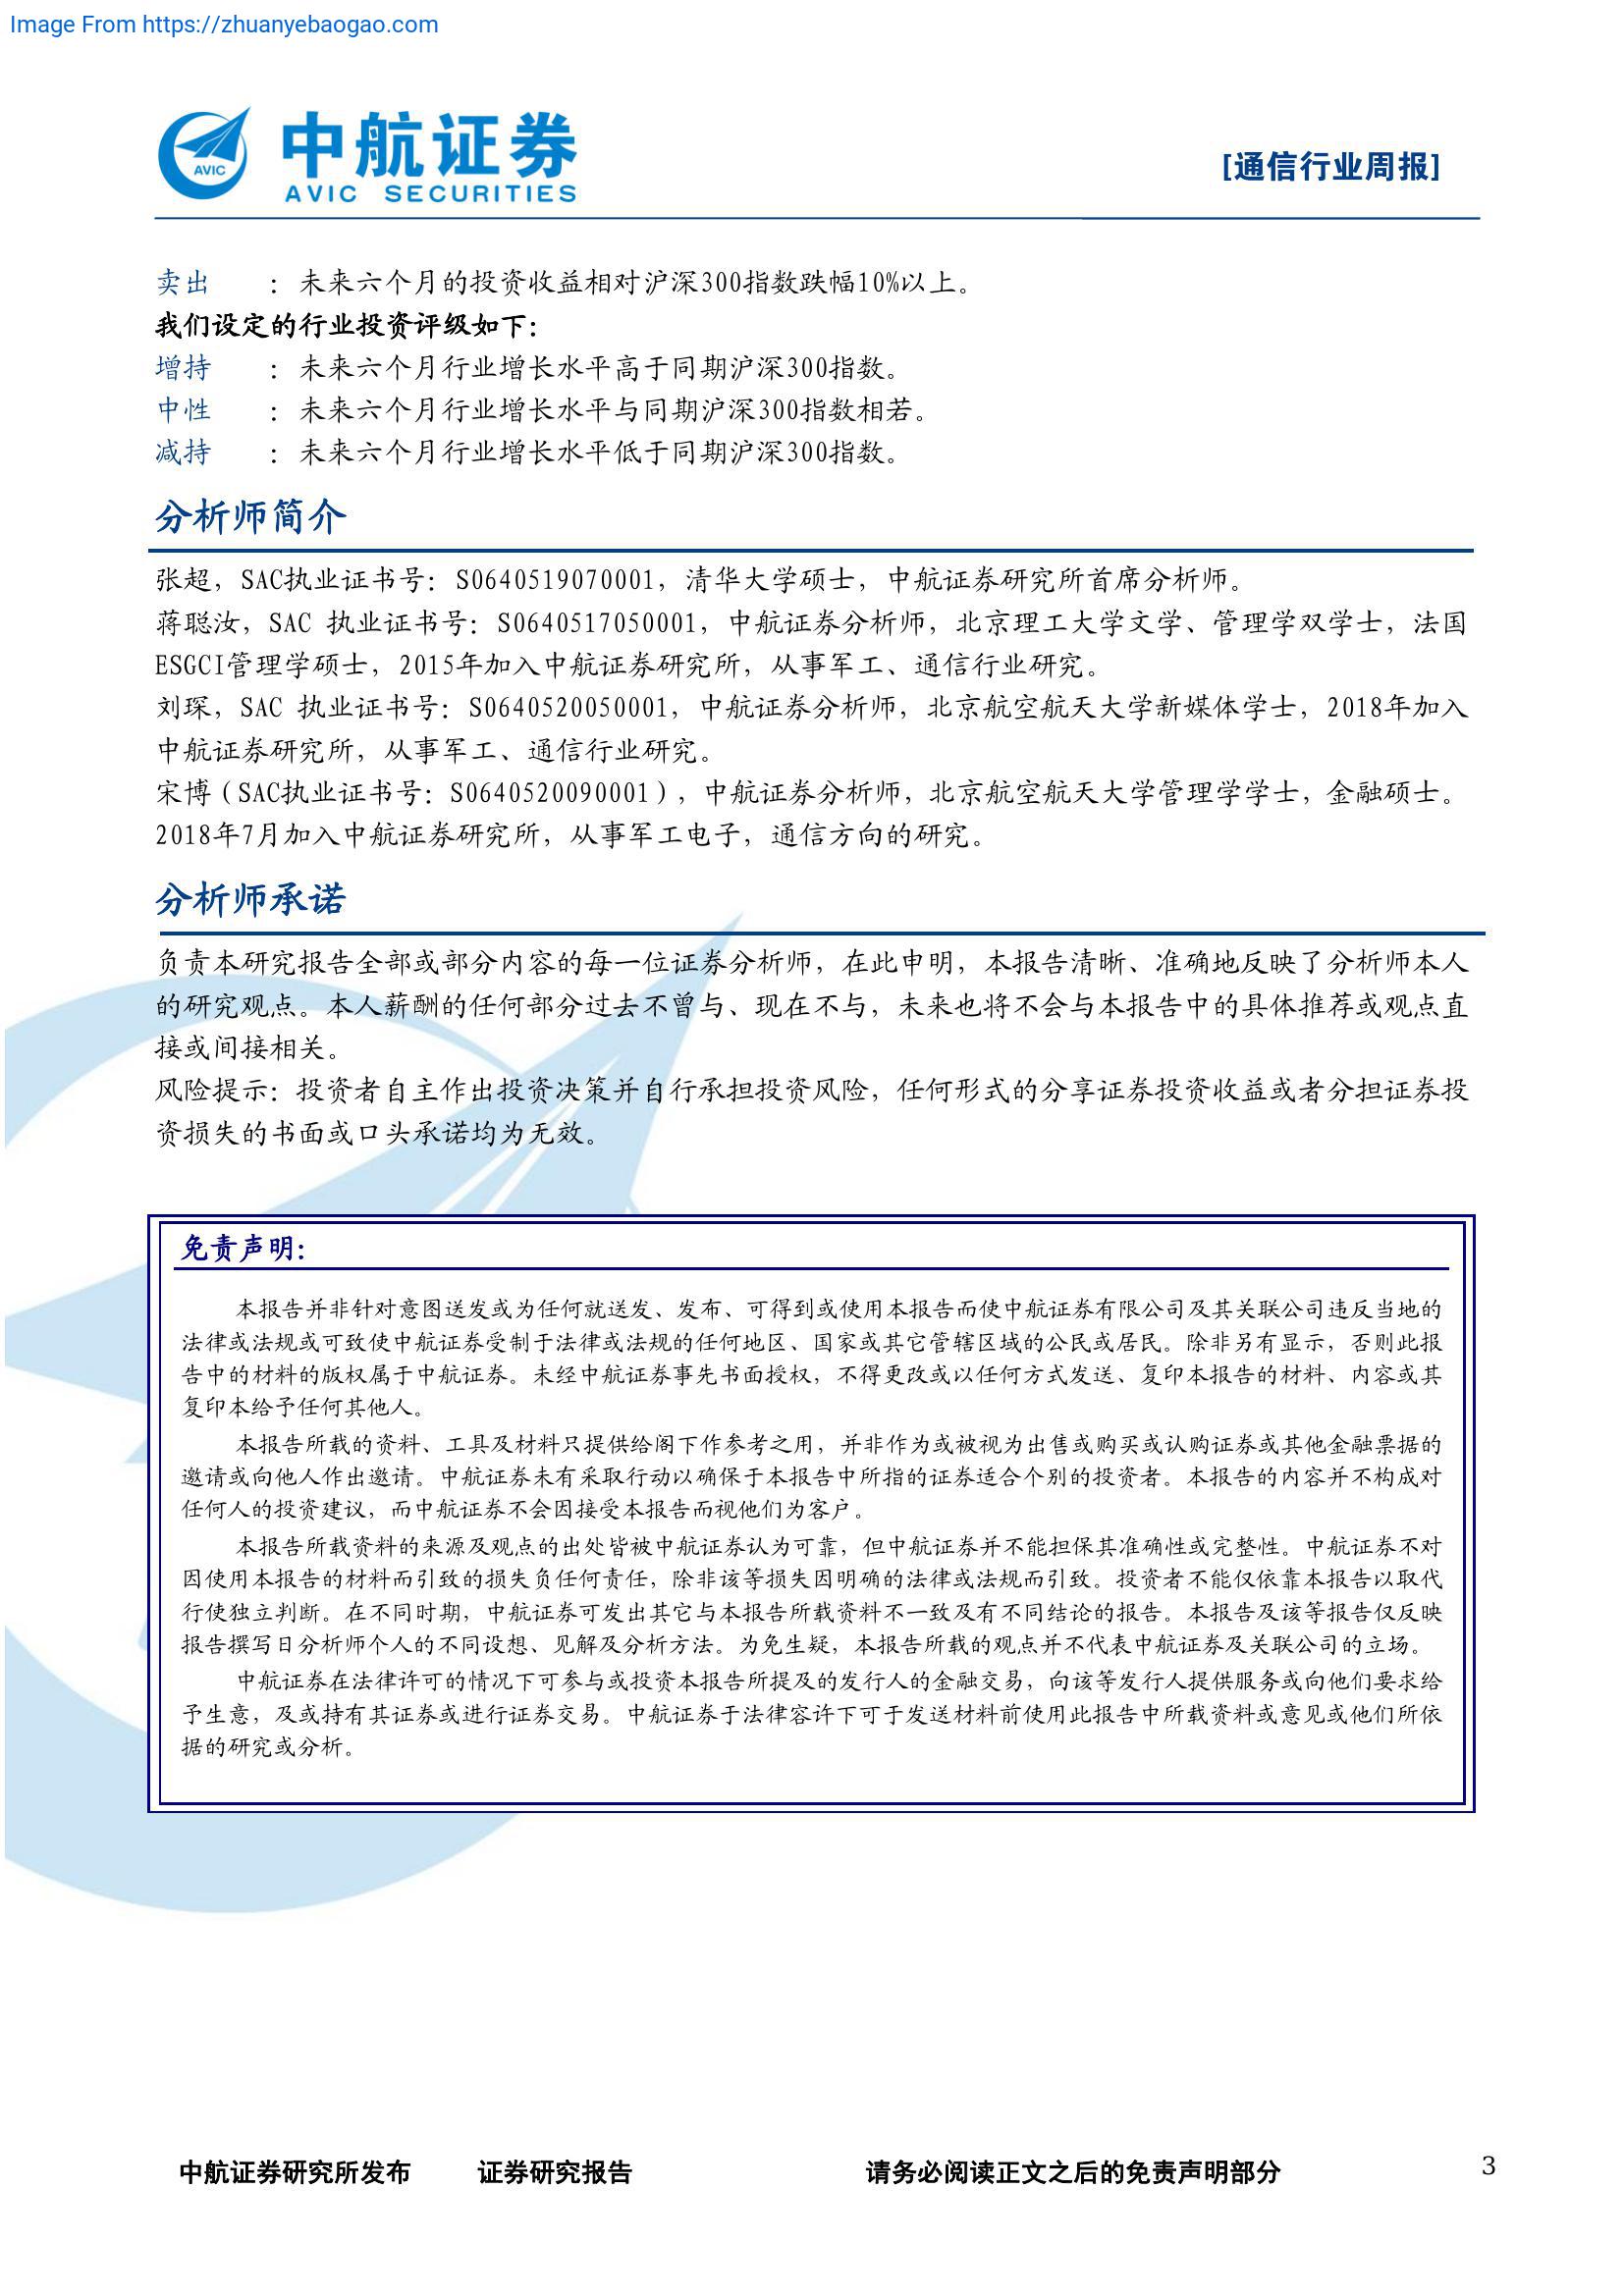 Image From https://zhuanyebaogao.com
AVIC
中航证券
AVIC SECURITIES
[通信行业周报]
卖出 ：未来六个月的投资收益相对沪深300指数跌幅10%以上。
我们设定的行业投资评级如下：
增持 ：未来六个月行业增长水平高于同期沪深300指数。
中性 ：未来六个月行业增长水平与同期沪深300指数相若。
减持 ：未来六个月行业增长水平低于同期沪深300指数。
分析师简介
张超，SAC执业证书号：S0640519070001，清华大学硕士，中航证券研究所首席分析师。
蒋聪汝，SAC 执业证书号：S0640517050001，中航证券分析师，北京理工大学文学、管理学双学士，法国
ESGCI管理学硕士，2015年加入中航证券研究所，从事军工、通信行业研究。
刘琛，SAC 执业证书号：S0640520050001，中航证券分析师，北京航空航天大学新媒体学士，2018年加入
中航证券研究所，从事军工、通信行业研究。
宋博（SAC执业证书号：S0640520090001），中航证券分析师，北京航空航天大学管理学学士，金融硕士。
2018年7月加入中航证券研究所，从事军工电子，通信方向的研究。
分析师承诺
负责本研究报告全部或部分内容的每一位证券分析师，在此申明，本报告清晰、准确地反映了分析师本人
的研究观点。本人薪酬的任何部分过去不曾与、现在不与，未来也将不会与本报告中的具体推荐或观点直
接或间接相关。
风险提示：投资者自主作出投资决策并自行承担投资风险，任何形式的分享证券投资收益或者分担证券投
资损失的书面或口头承诺均为无效。
免责声明：
本报告并非针对意图送发或为任何就送发、发布、可得到或使用本报告而使中航证券有限公司及其关联公司违反当地的
法律或法规或可致使中航证券受制于法律或法规的任何地区、国家或其它管辖区域的公民或居民。除非另有显示，否则此报
告中的材料的版权属于中航证券。未经中航证券事先书面授权，不得更改或以任何方式发送、复印本报告的材料、内容或其
复印本给予任何其他人。
本报告所载的资料、工具及材料只提供给阁下作参考之用，并非作为或被视为出售或购买或认购证券或其他金融票据的
邀请或向他人作出邀请。中航证券未有采取行动以确保于本报告中所指的证券适合个别的投资者。本报告的内容并不构成对
任何人的投资建议，而中航证券不会因接受本报告而视他们为客户。
本报告所载资料的来源及观点的出处皆被中航证券认为可靠，但中航证券并不能担保其准确性或完整性。中航证券不对
因使用本报告的材料而引致的损失负任何责任，除非该等损失因明确的法律或法规而引致。投资者不能仅依靠本报告以取代
行使独立判断。在不同时期，中航证券可发出其它与本报告所载资料不一致及有不同结论的报告。本报告及该等报告仅反映
报告撰写日分析师个人的不同设想、见解及分析方法。为免生疑，本报告所载的观点并不代表中航证券及关联公司的立场。
中航证券在法律许可的情况下可参与或投资本报告所提及的发行人的金融交易，向该等发行人提供服务或向他们要求给
予生意，及或持有其证券或进行证券交易。中航证券于法律容许下可于发送材料前使用此报告中所载资料或意见或他们所依
据的研究或分析。
中航证券研究所发布 证券研究报告 请务必阅读正文之后的免责声明部分 3